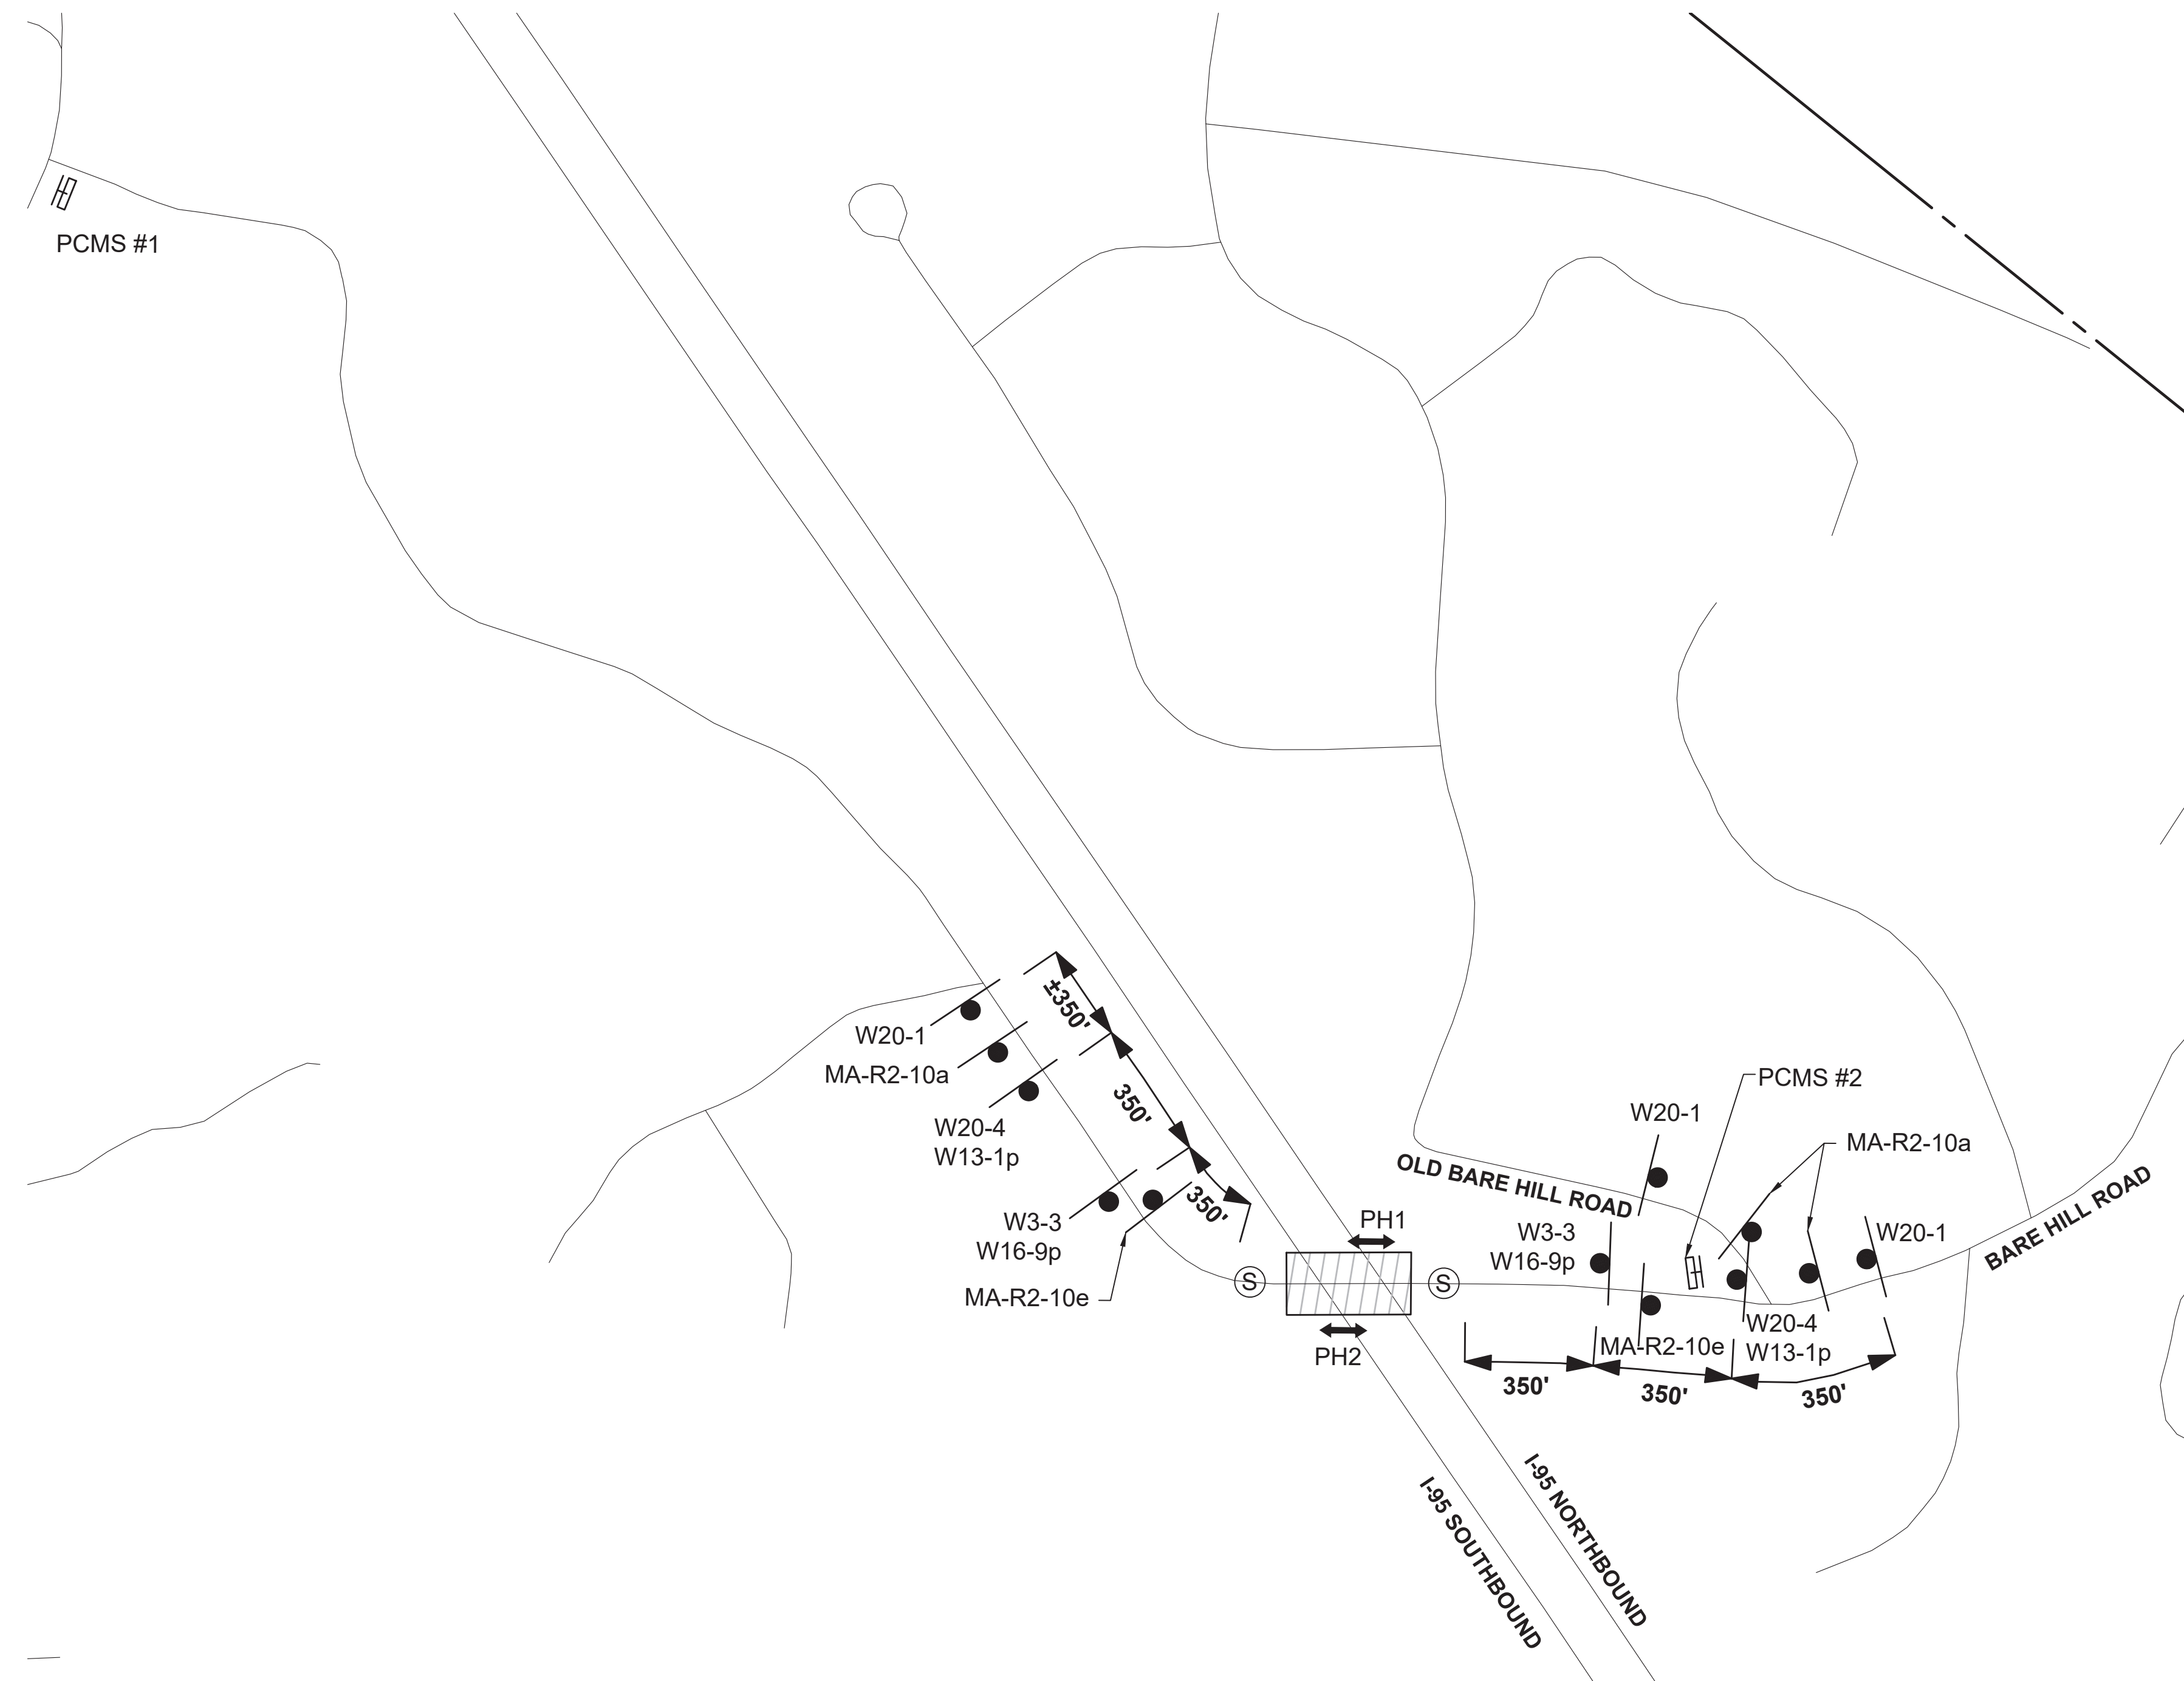 PCMS #1
±350'
W20-1
MA-R2-10a
350'
W20-4
W13-1p
350'
W3-3
W16-9p
MA-R2-10e
S
PH1
PH2
S
PCMS #2
W20-1
MA-R2-10a
OLD BARE HILL ROAD
W3-3
W16-9p
W20-1
BARE HILL ROAD
MA-R2-10e
W20-4
W13-1p
350'
350'
350'
I-95 NORTHBOUND
I-95 SOUTHBOUND